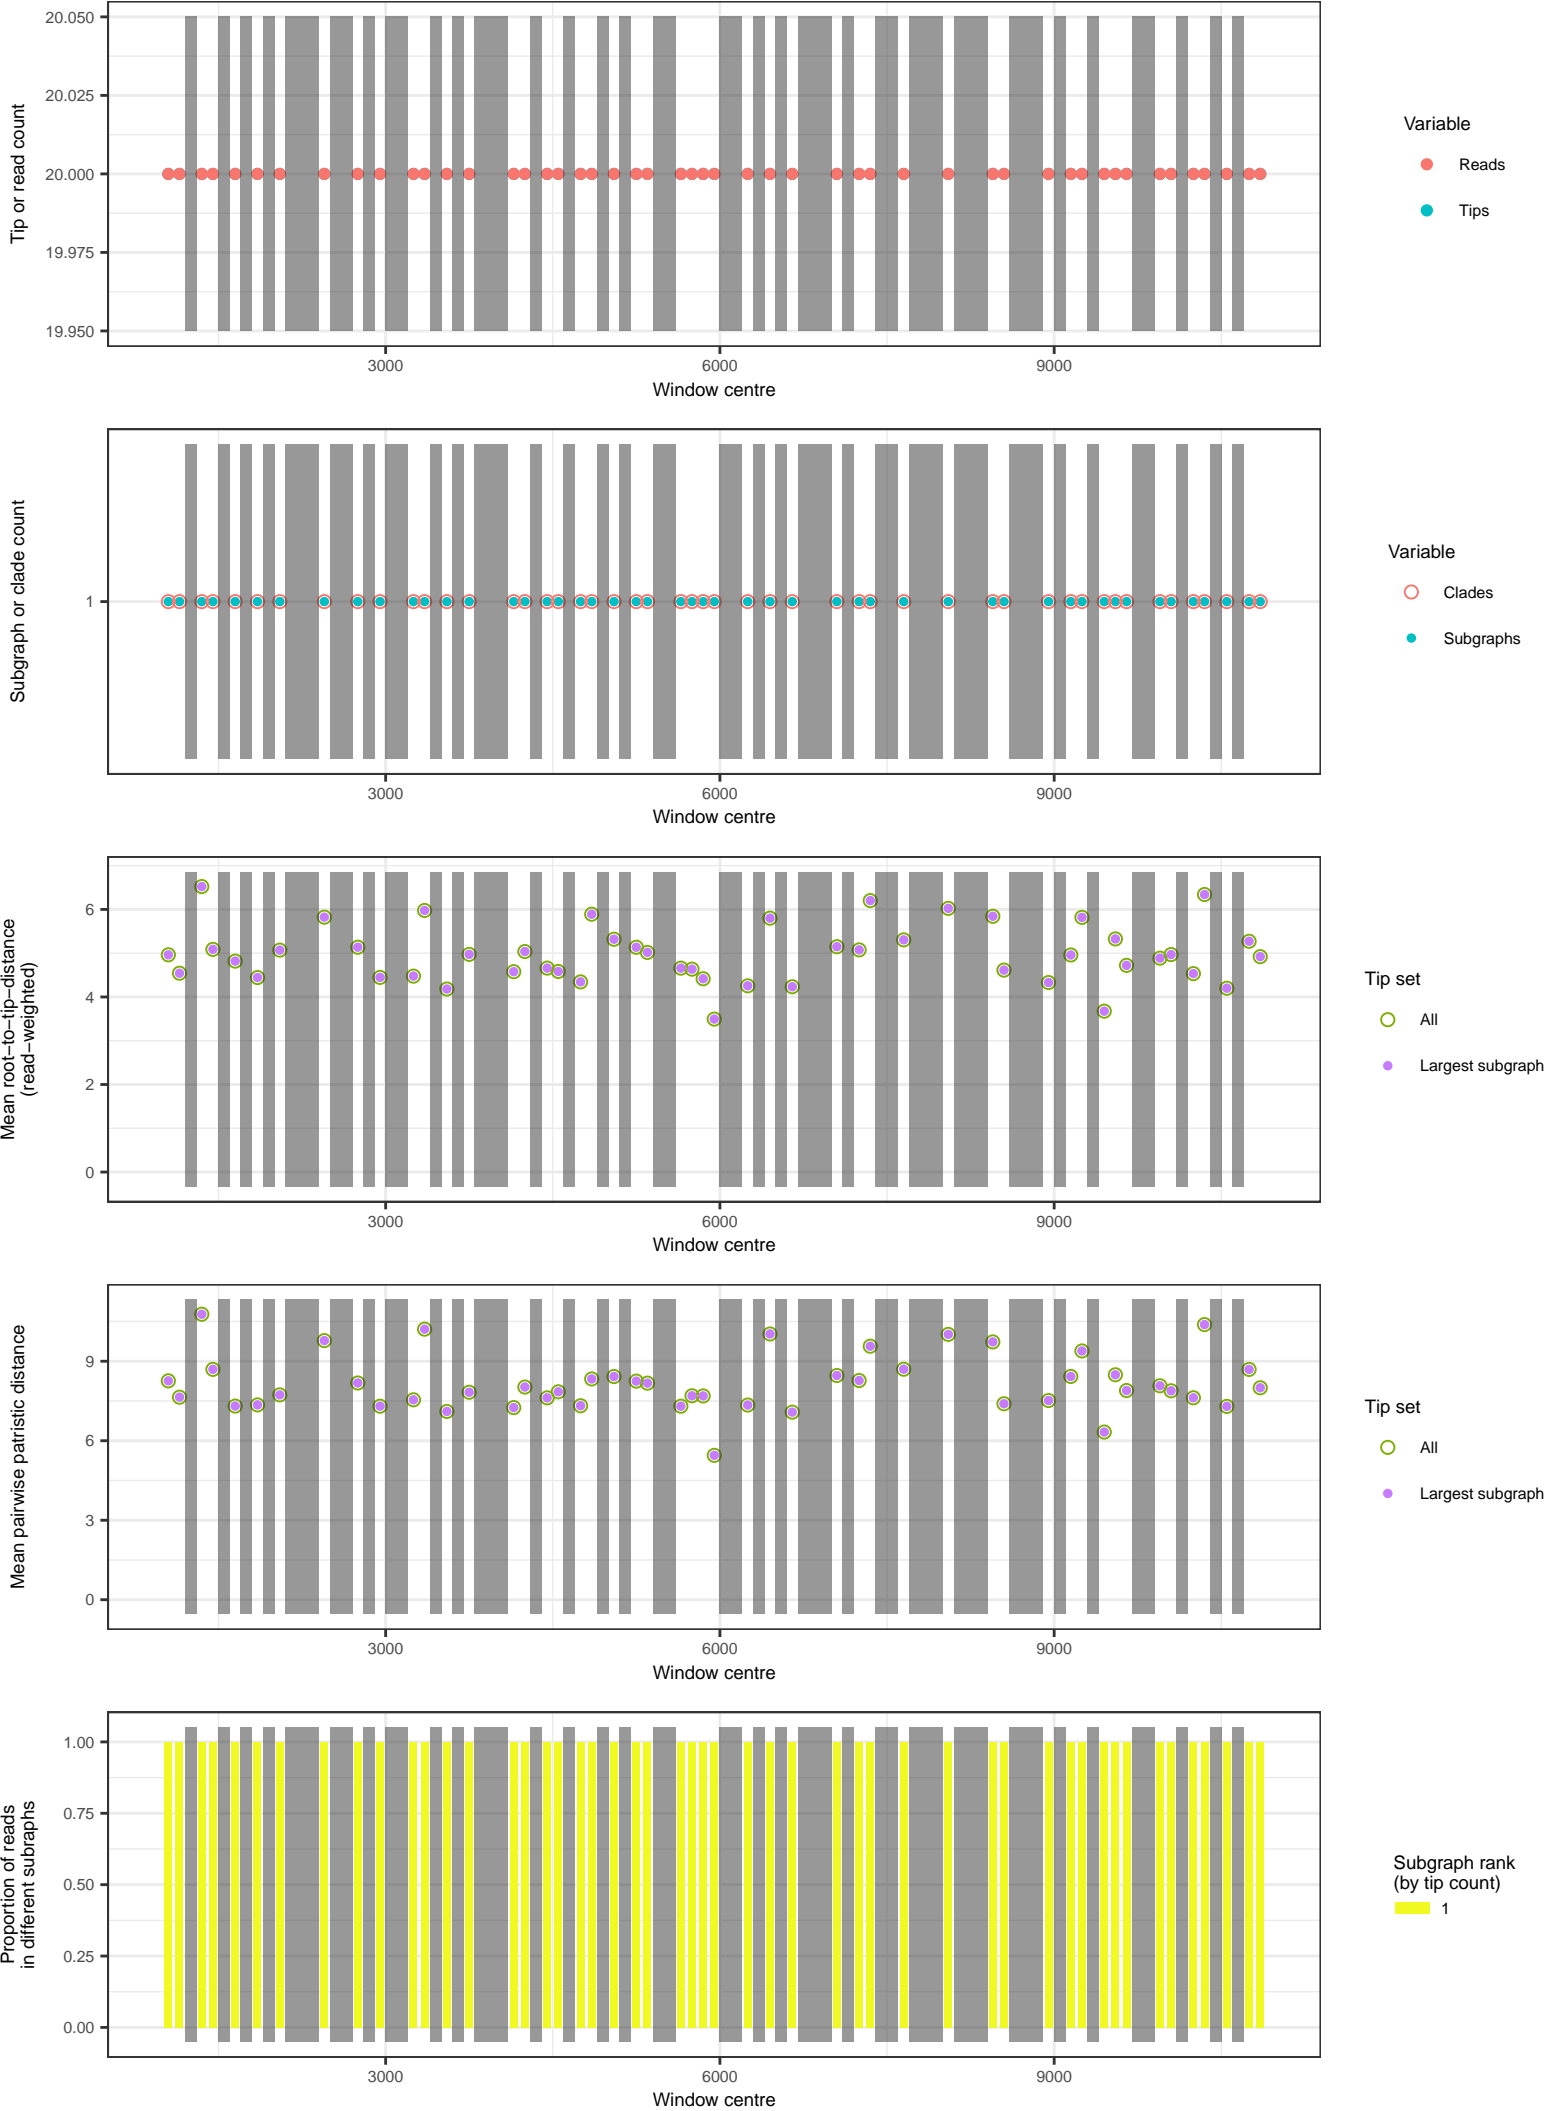 20.050
20.025
20.000
19.975
19.950
Tip or read count
3000
6000
9000
Window centre
Variable
Reads
Tips
1
Subgraph or clade count
3000
6000
9000
Window centre
Variable
Clades
Subgraphs
6
4
2
0
Mean root−to−tip−distance
(read−weighted)
3000
6000
9000
Window centre
Tip set
All
Largest subgraph
9
6
3
0
Mean pairwise patristic distance
3000
6000
9000
Window centre
Tip set
All
Largest subgraph
1.00
0.75
0.50
0.25
0.00
Proportion of reads
in different subraphs
3000
6000
9000
Window centre
Subgraph rank
(by tip count)
1